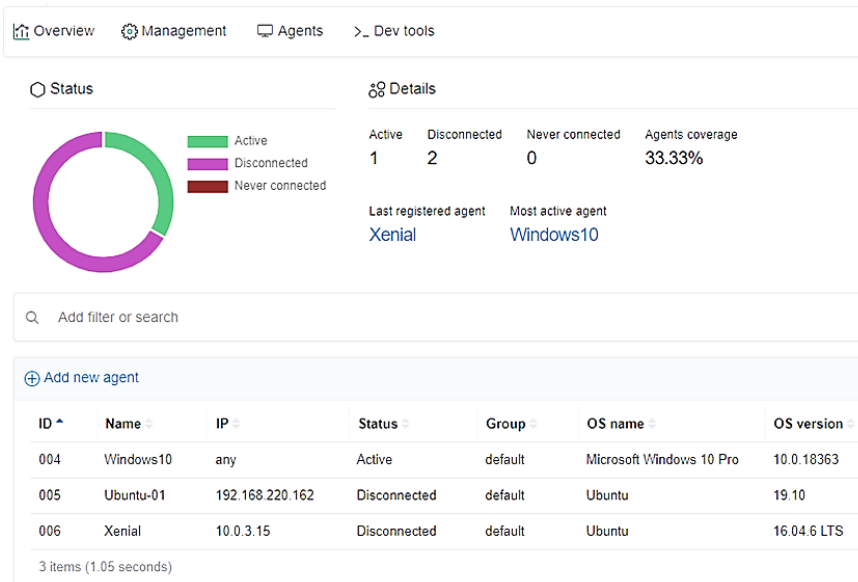 Overview Management Agents >_ Dev tools
Status
Active
Disconnected
Never connected
Details
Active Disconnected Never connected Agents coverage
1 2 0 33.33%
Last registered agent Most active agent
Xenial Windows10
Add filter or search
Add new agent
ID Name IP Status Group OS name OS version
004 Windows10 any Active default Microsoft Windows 10 Pro 10.0.18363
005 Ubuntu-01 192.168.220.162 Disconnected default Ubuntu 19.10
006 Xenial 10.0.3.15 Disconnected default Ubuntu 16.04.6 LTS
3 items (1.05 seconds)